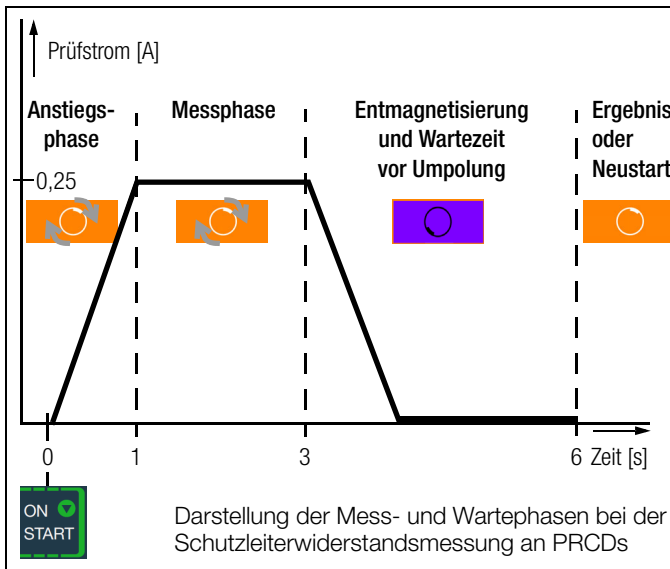 Prüfstrom [A]
Anstiegs-
phase
Messphase
Entmagnetisierung
und Wartezeit
vor Umpolung
Ergebnis
oder
Neustart
0,25
0
1
3
6
Zeit [s]
ON
START
Darstellung der Mess- und Wartephasen bei der
Schutzleiterwiderstandsmessung an PRCDs